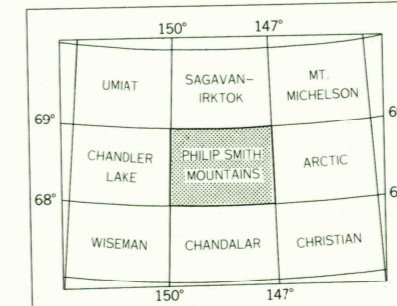 150° 147°
UMIAT
SAGAVAN–
IRKTOK
MT.
MICHELSON
69°
CHANDLER
LAKE
PHILIP SMITH
MOUNTAINS
ARCTIC
68°
WISEMAN
CHANDALAR
CHRISTIAN
150° 147°